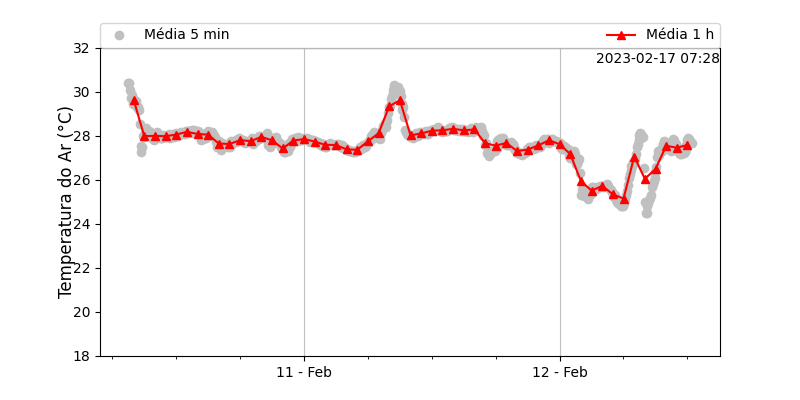 Média 5 min
Média 1 h
2023-02-17 07:28
Temperatura do Ar (°C)
32
30
28
26
24
22
20
18
11 - Feb
12 - Feb